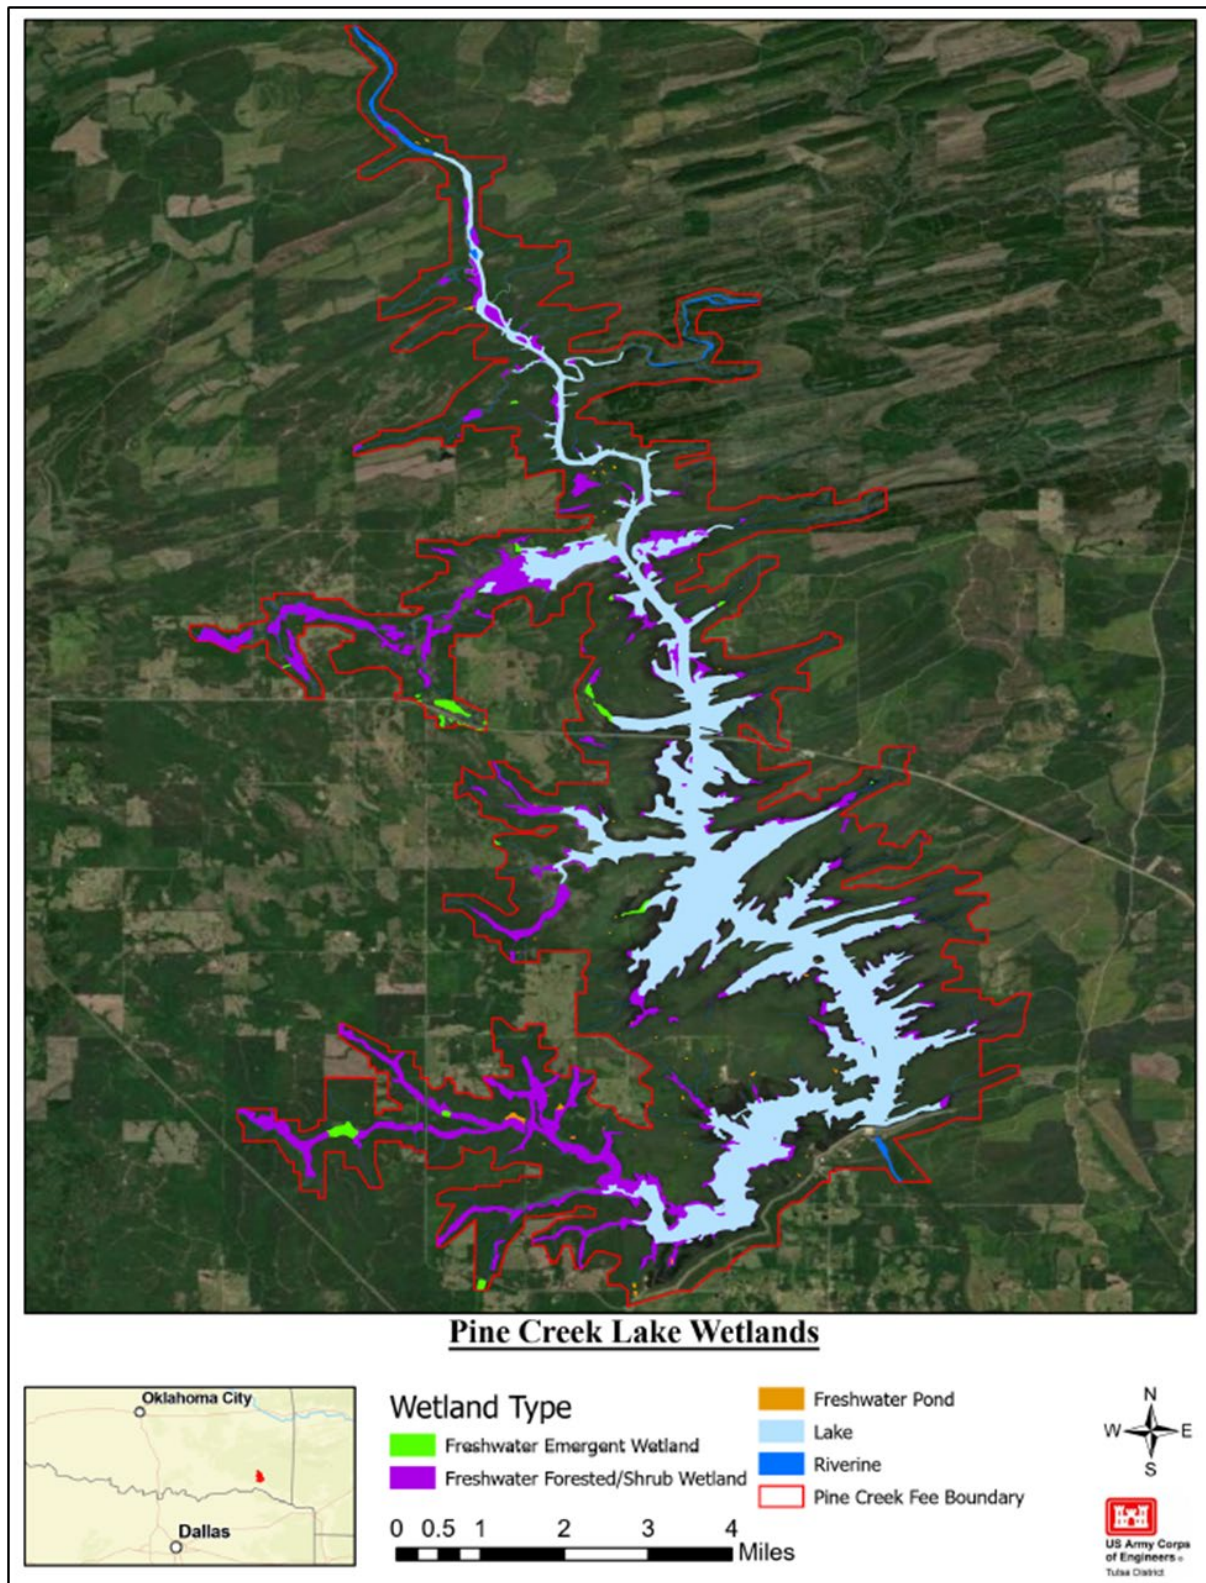 Pine Creek Lake Wetlands
Oklahoma City
Dallas
Wetland Type
Freshwater Emergent Wetland
Freshwater Forested/Shrub Wetland
Freshwater Pond
Lake
Riverine
Pine Creek Fee Boundary
0 0.5 1 2 3 4
Miles
N
W E
S
US Army Corps
of Engineers ®
Tulsa District